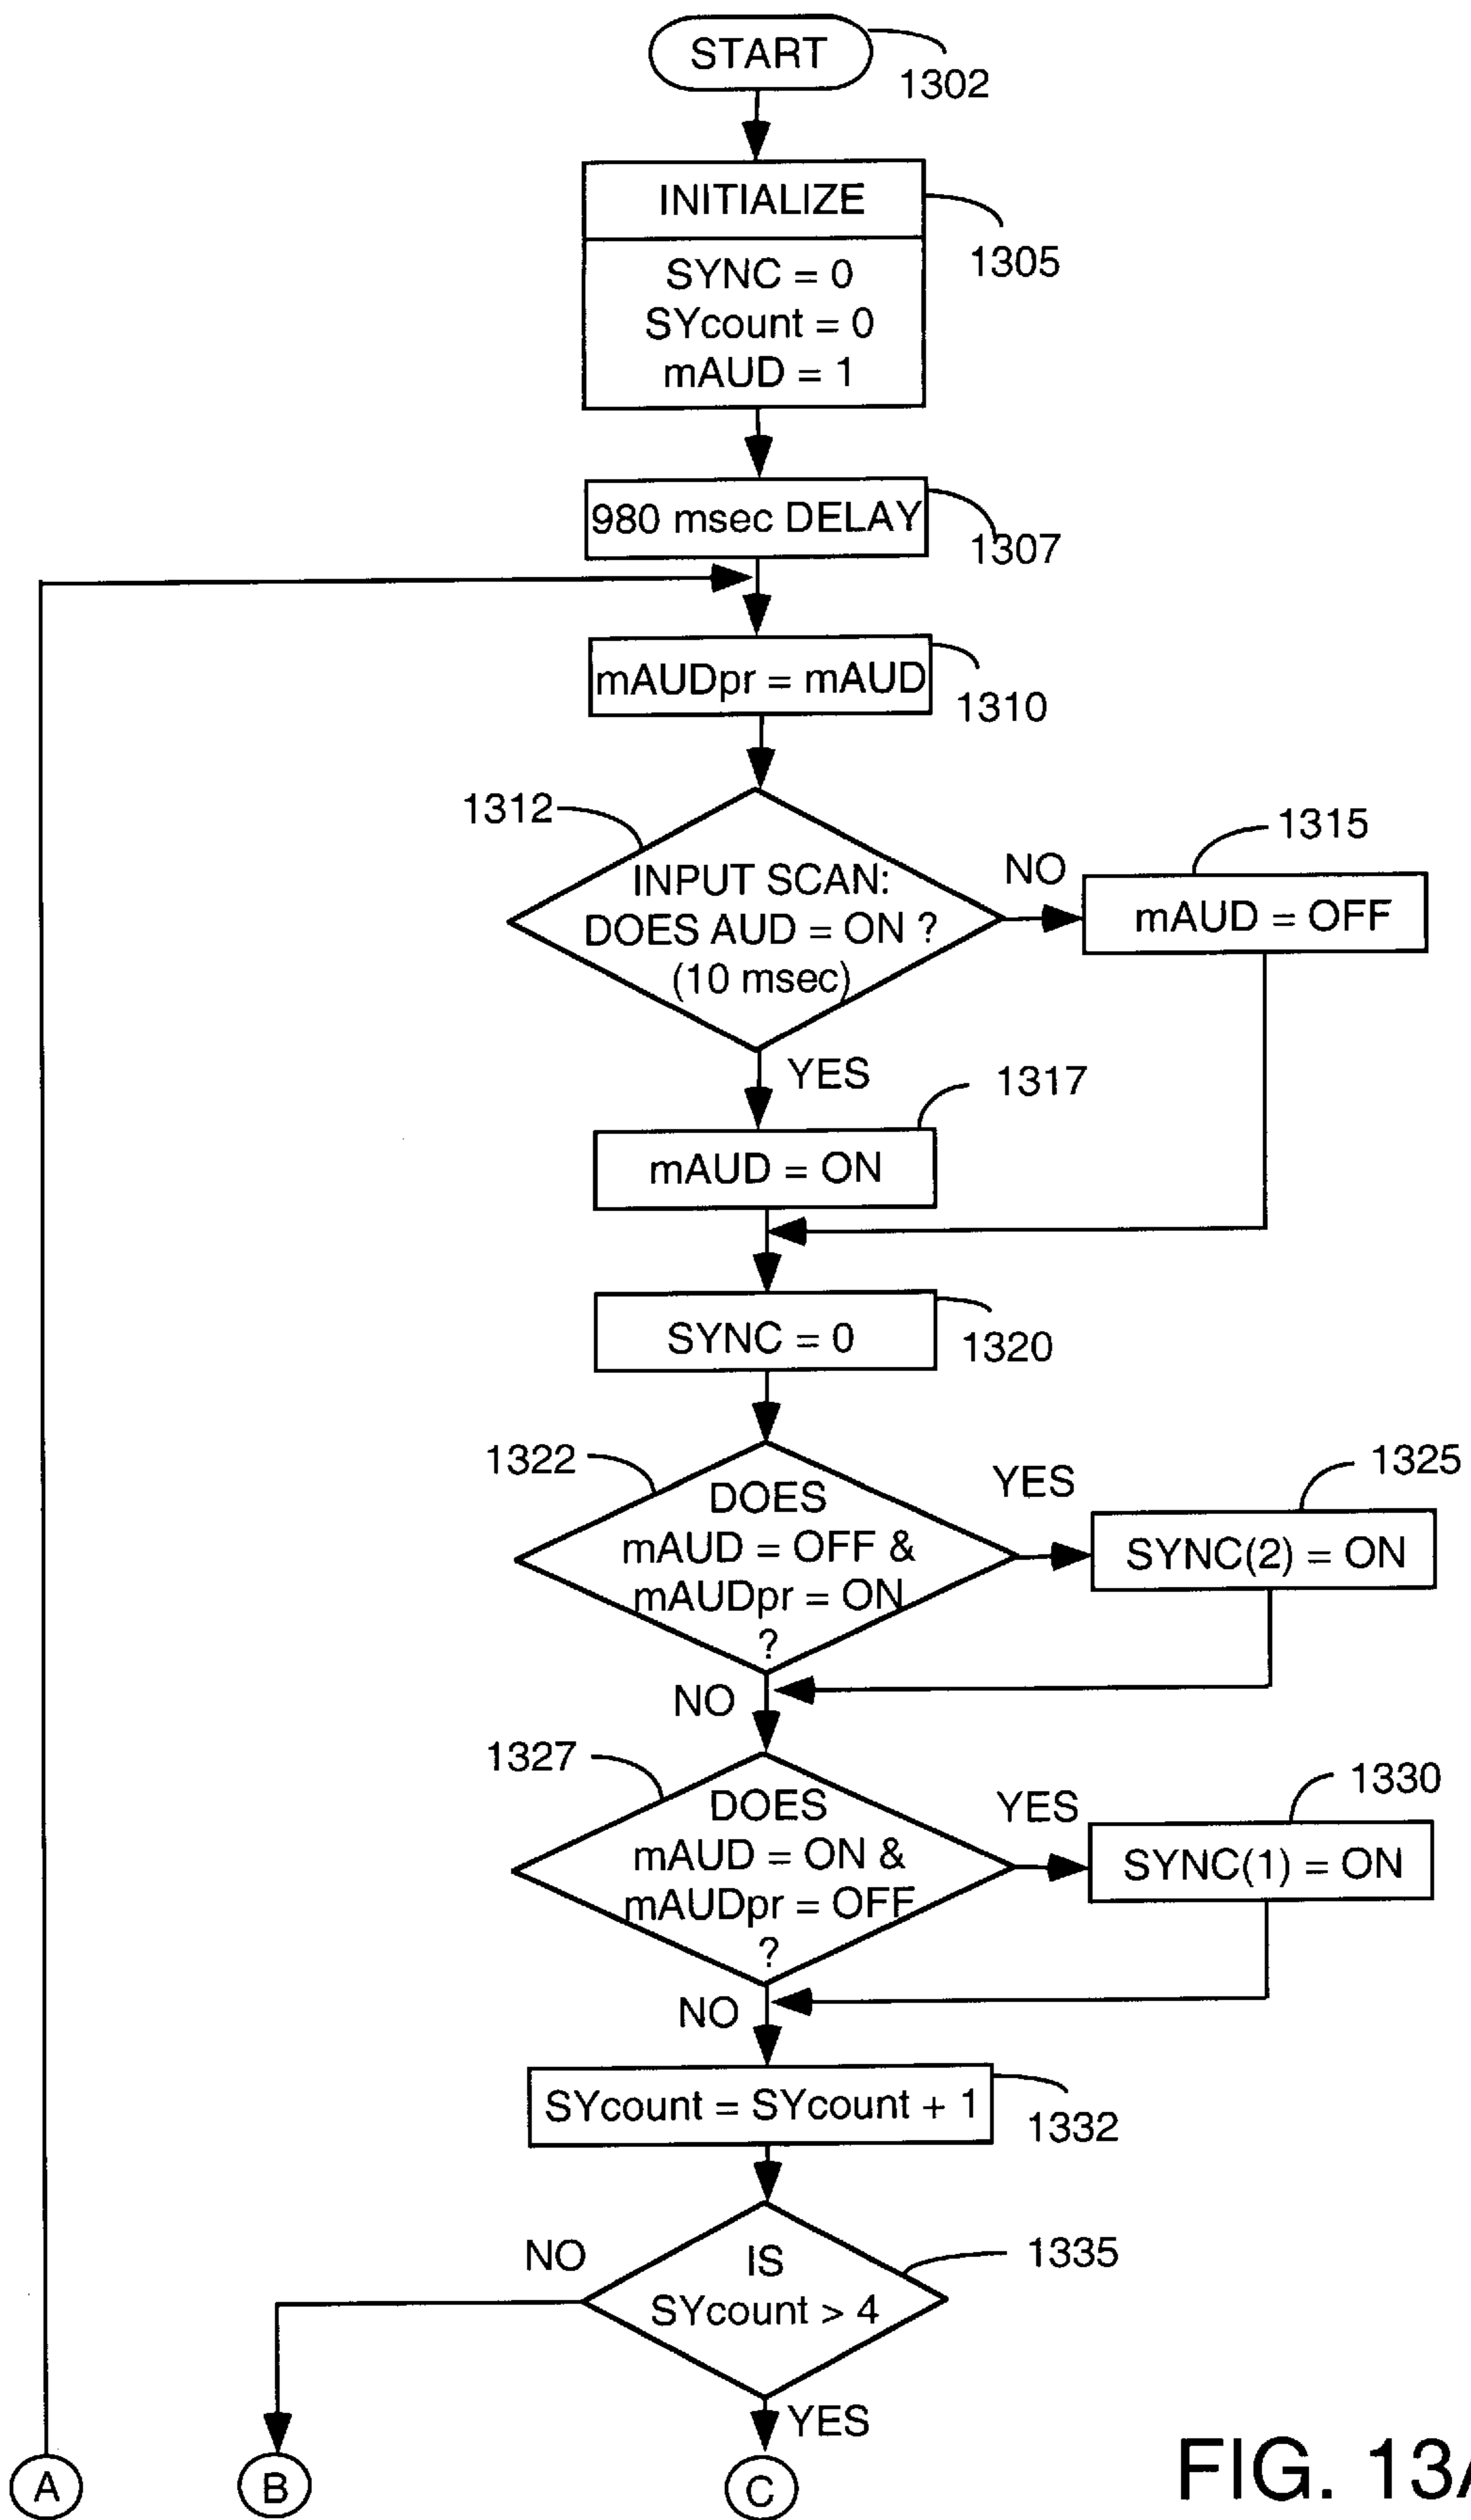 START
1302
INITIALIZE
1305
SYNC = 0
SYcount = 0
mAUD = 1
980 msec DELAY
1307
mAUDpr = mAUD
1310
1312
INPUT SCAN:
DOES AUD = ON ?
(10 msec)
NO
1315
mAUD = OFF
YES
1317
mAUD = ON
SYNC = 0
1320
1322
DOES
mAUD = OFF &
mAUDpr = ON
?
YES
1325
SYNC(2) = ON
NO
1327
DOES
mAUD = ON &
mAUDpr = OFF
?
YES
1330
SYNC(1) = ON
NO
SYcount = SYcount + 1
1332
NO
IS
SYcount > 4
1335
YES
A
B
C
FIG. 13A